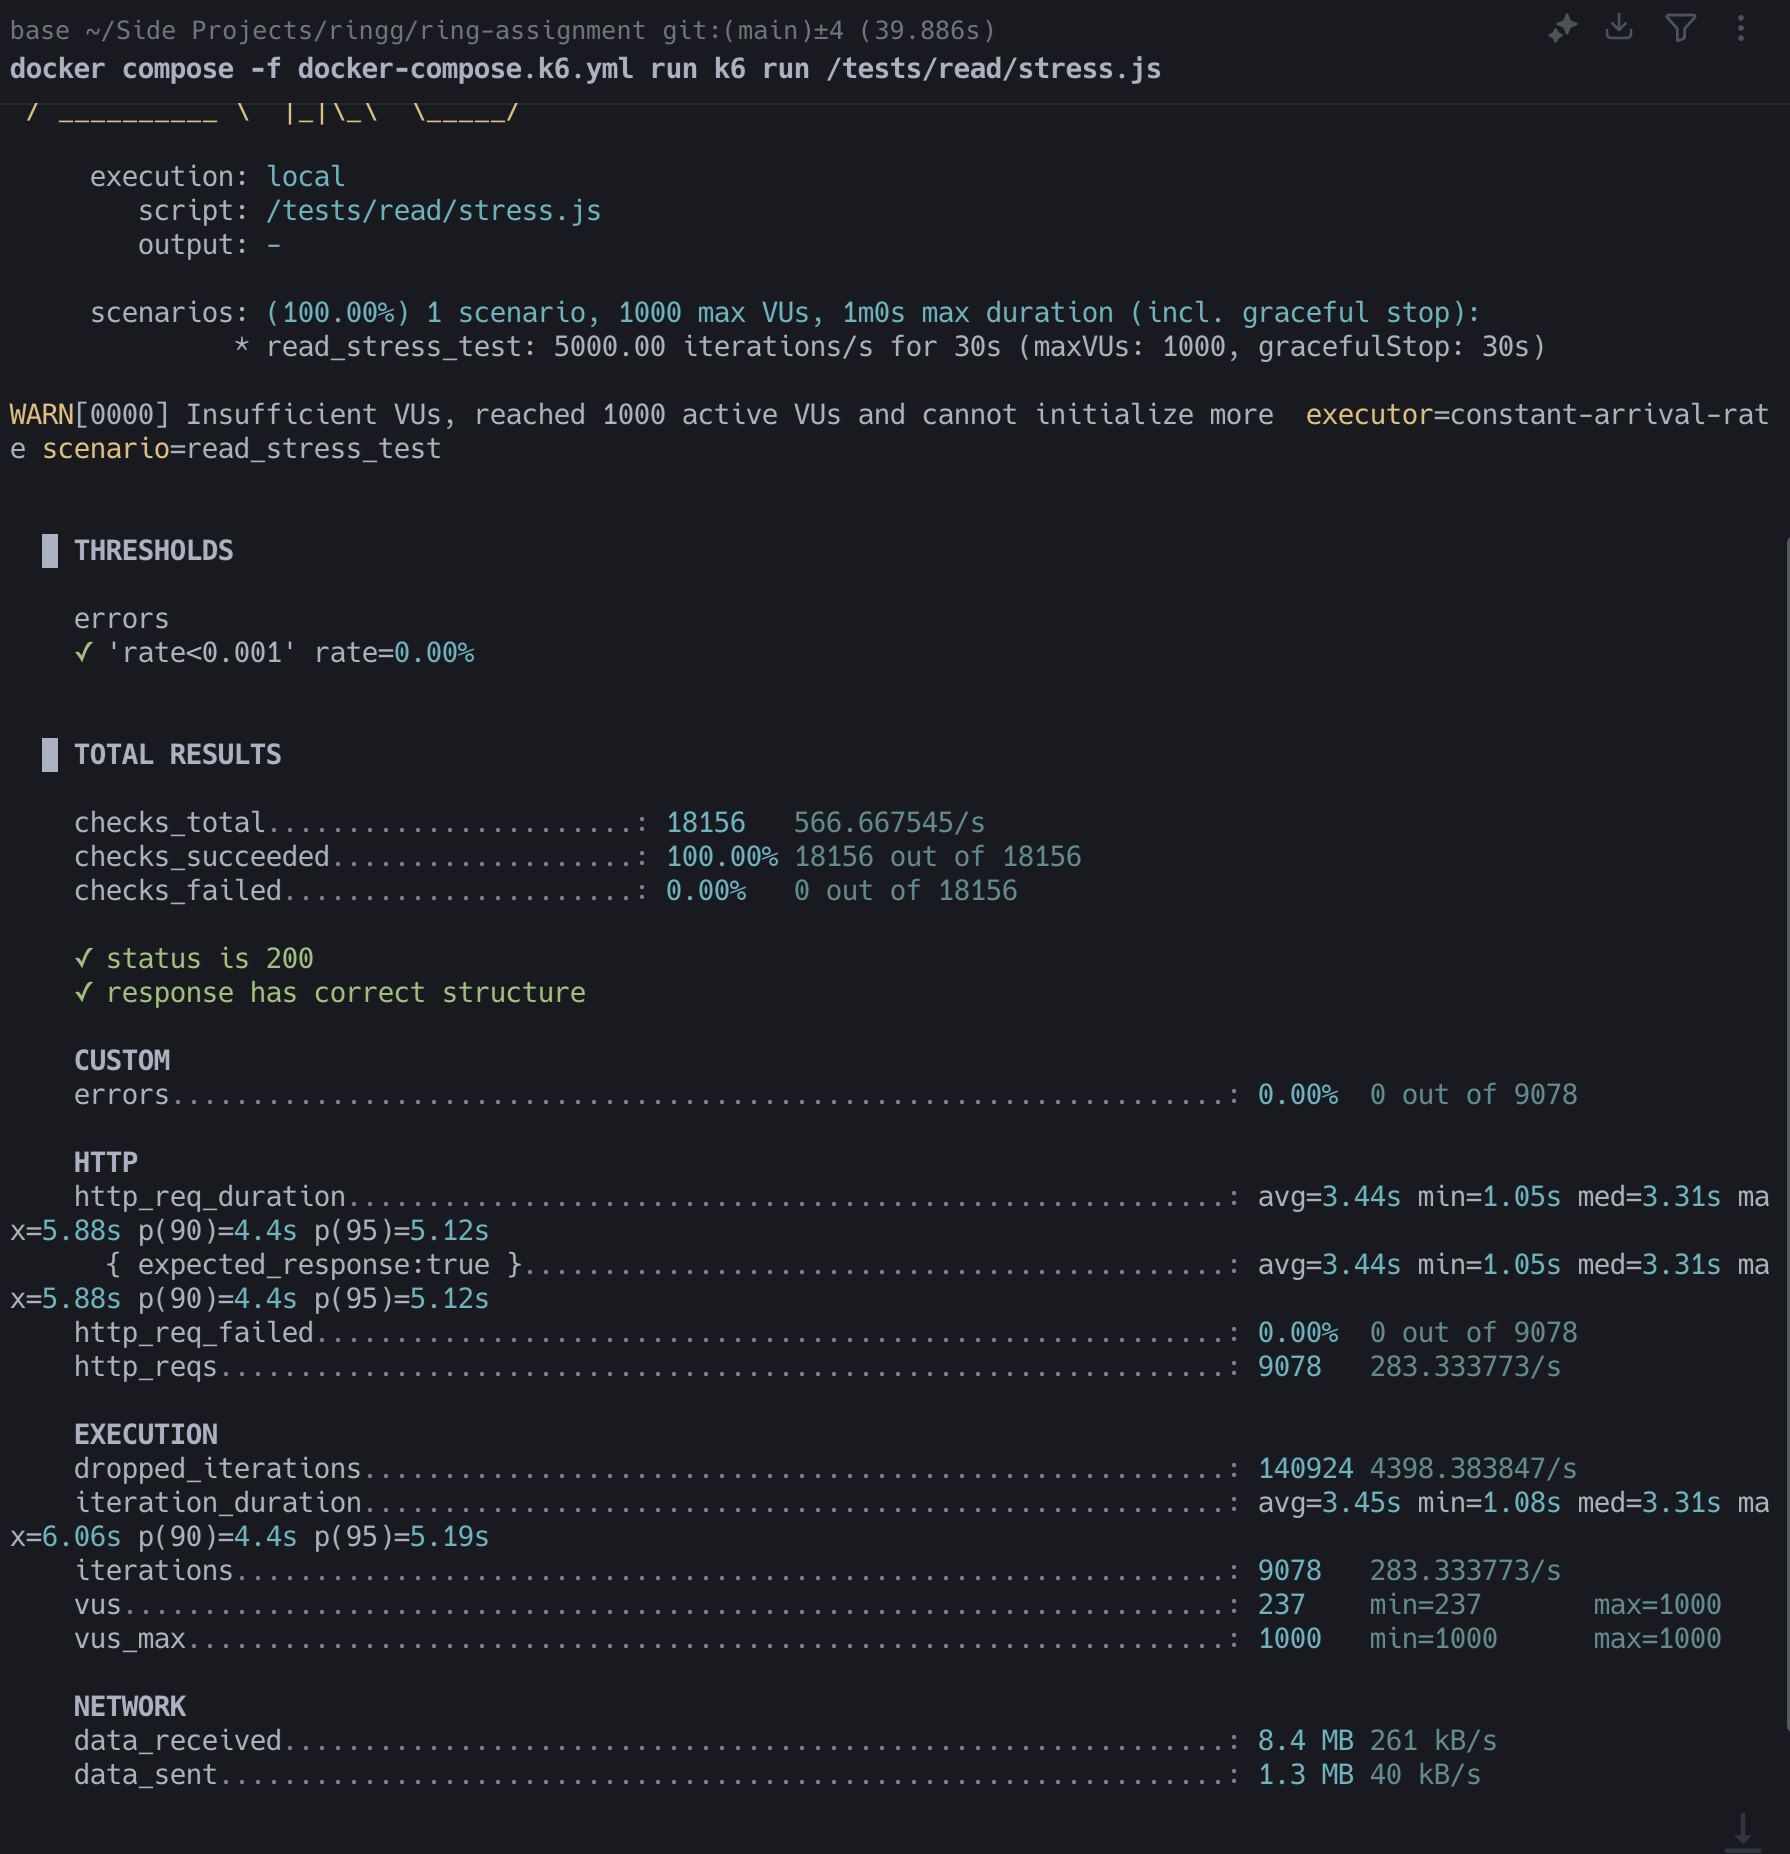 base ~/Side Projects/ringg/ring-assignment git:(main)±4 (39.886s)
docker compose -f docker-compose.k6.yml run k6 run /tests/read/stress.js
/ __________ \  |_|\_\  \_____/
execution: local
script: /tests/read/stress.js
output: -
scenarios: (100.00%) 1 scenario, 1000 max VUs, 1m0s max duration (incl. graceful stop):
* read_stress_test: 5000.00 iterations/s for 30s (maxVUs: 1000, gracefulStop: 30s)
WARN[0000] Insufficient VUs, reached 1000 active VUs and cannot initialize more  executor=constant-arrival-rat
e scenario=read_stress_test
█ THRESHOLDS
errors
✓ 'rate<0.001' rate=0.00%
█ TOTAL RESULTS
checks_total.......................: 18156   566.667545/s
checks_succeeded...................: 100.00% 18156 out of 18156
checks_failed......................: 0.00%   0 out of 18156
✓ status is 200
✓ response has correct structure
CUSTOM
errors..................................................................: 0.00%  0 out of 9078
HTTP
http_req_duration.......................................................: avg=3.44s min=1.05s med=3.31s ma
x=5.88s p(90)=4.4s p(95)=5.12s
{ expected_response:true }............................................: avg=3.44s min=1.05s med=3.31s ma
x=5.88s p(90)=4.4s p(95)=5.12s
http_req_failed.........................................................: 0.00%  0 out of 9078
http_reqs...............................................................: 9078   283.333773/s
EXECUTION
dropped_iterations......................................................: 140924 4398.383847/s
iteration_duration......................................................: avg=3.45s min=1.08s med=3.31s ma
x=6.06s p(90)=4.4s p(95)=5.19s
iterations..............................................................: 9078   283.333773/s
vus.....................................................................: 237    min=237       max=1000
vus_max.................................................................: 1000   min=1000      max=1000
NETWORK
data_received...........................................................: 8.4 MB 261 kB/s
data_sent...............................................................: 1.3 MB 40 kB/s